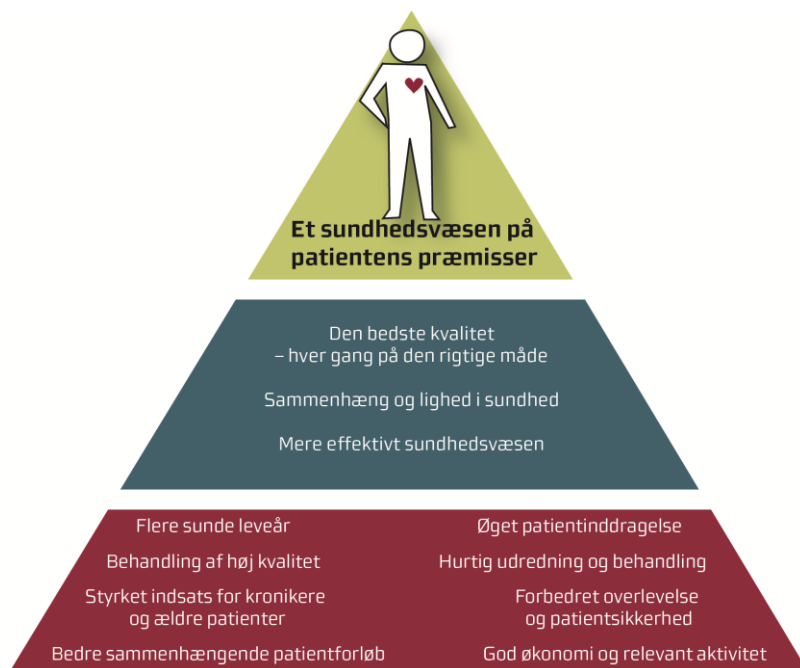 Et sundhedsvæsen på
patientens præmisser
Den bedste kvalitet
– hver gang på den rigtige måde
Sammenhæng og lighed i sundhed
Mere effektivt sundhedsvæsen
Flere sunde leveår
Behandling af høj kvalitet
Styrket indsats for kronikere
og ældre patienter
Bedre sammenhængende patientforløb
Øget patientinddragelse
Hurtig udredning og behandling
Forbedret overlevelse
og patientsikkerhed
God økonomi og relevant aktivitet